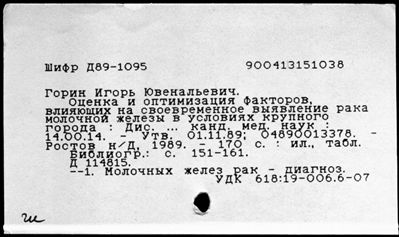 Шифр Д89-1095 900413151038
Горин Игорь Ювенальевич.
Оценка и оптимизация факторов,
влияющих на своевременное выявление рака
молочной железы в условиях крупного
города : Дис. ... канд. мед. наук :
14.00.14. - Утв. 01.11.89; 04890013378. -
Ростов н/Д, 1989. - 170 с. : ил., табл.
Библиогр.: с. 151-161.
Д 114815.
--1. Молочных желез рак - диагноз.
УДК 618:19-006.6-07